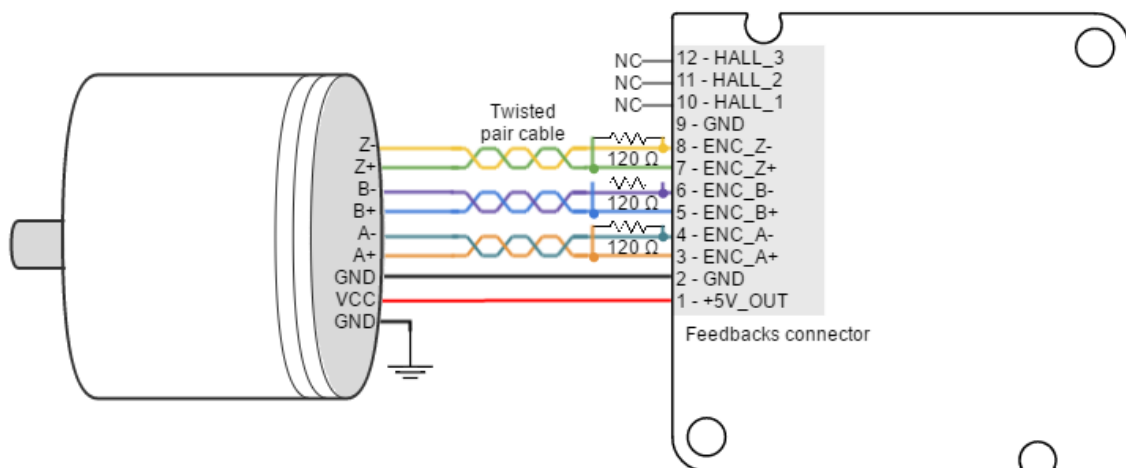 NC
12 - HALL_3
NC
11 - HALL_2
NC
10 - HALL_1
Twisted
pair cable
9 - GND
Z-
8 - ENC_Z-
120 Ω
Z+
7 - ENC_Z+
B-
6 - ENC_B-
120 Ω
B+
5 - ENC_B+
A-
4 - ENC_A-
120 Ω
A+
3 - ENC_A+
GND
2 - GND
VCC
1 - +5V_OUT
GND
Feedbacks connector